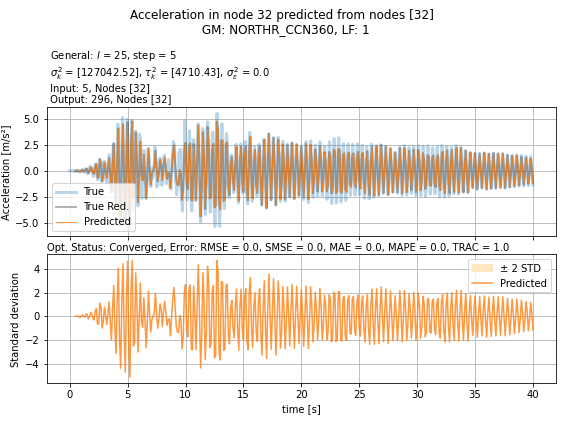 Acceleration in node 32 predicted from nodes [32]
GM: NORTHR_CCN360, LF: 1
General: l = 25, step = 5
σ²ₖ = [127042.52], τ²ₖ = [4710.43], σ²ₑ = 0.0
Input: 5, Nodes [32]
Output: 296, Nodes [32]
Acceleration [m/s²]
5.0
2.5
0.0
−2.5
−5.0
True
True Red.
Predicted
Opt. Status: Converged, Error: RMSE = 0.0, SMSE = 0.0, MAE = 0.0, MAPE = 0.0, TRAC = 1.0
Standard deviation
4
2
0
−2
−4
± 2 STD
Predicted
0 5 10 15 20 25 30 35 40
time [s]